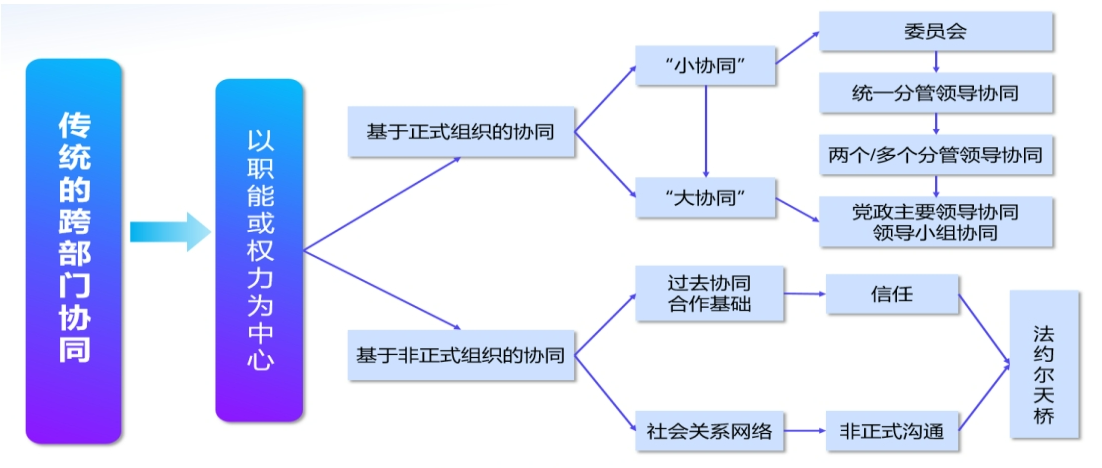 传统的跨部门协同
以职能或权力为中心
基于正式组织的协同
“小协同”
“大协同”
委员会
统一分管领导协同
两个/多个分管领导协同
党政主要领导协同
领导小组协同
基于非正式组织的协同
过去协同
合作基础
信任
社会关系网络
非正式沟通
法约尔天桥